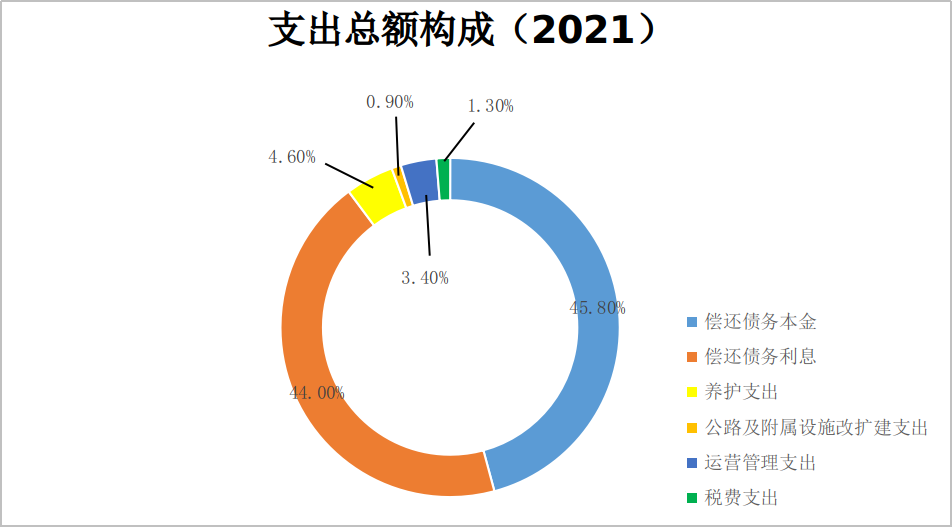 支出总额构成（2021）
0.90%
1.30%
4.60%
3.40%
45.80%
44.00%
偿还债务本金
偿还债务利息
养护支出
公路及附属设施改扩建支出
运营管理支出
税费支出